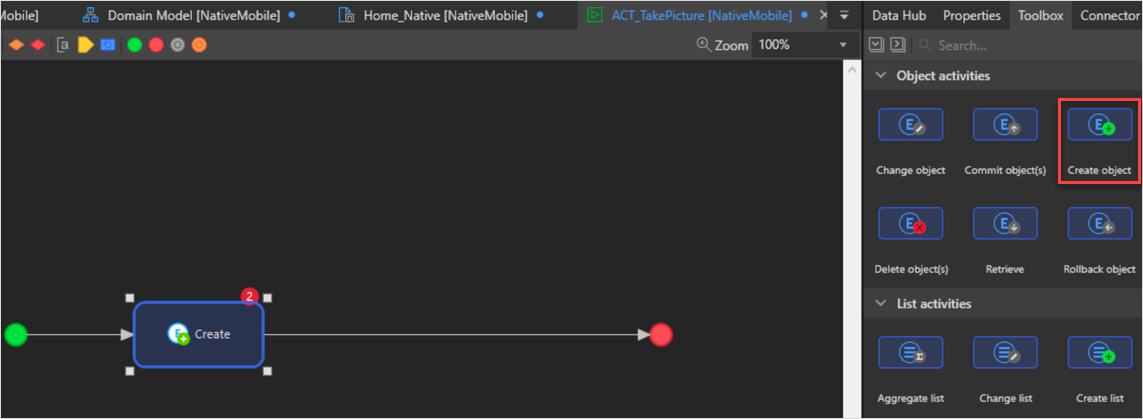 Mobile]
Domain Model [NativeMobile]
Home_Native [NativeMobile]
ACT_TakePicture [NativeMobile]
Data Hub
Properties
Toolbox
Connector
Zoom
100%
Search...
Object activities
Change object
Commit object(s)
Create object
Delete object(s)
Retrieve
Rollback object
List activities
Aggregate list
Change list
Create list
2
Create